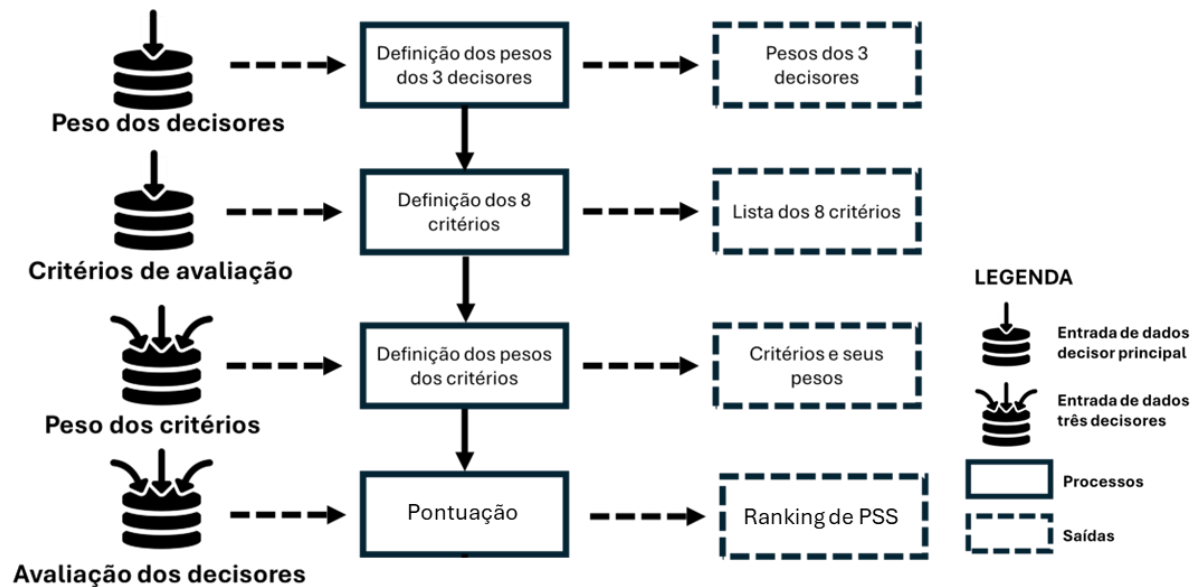 Definição dos pesos
dos 3 decisores
Pesos dos 3
decisores
Peso dos decisores
Definição dos 8
critérios
Lista dos 8 critérios
Critérios de avaliação
Definição dos pesos
dos critérios
Critérios e seus
pesos
Peso dos critérios
Pontuação
Ranking de PSS
Avaliação dos decisores
LEGENDA
Entrada de dados
decisor principal
Entrada de dados
três decisores
Processos
Saídas